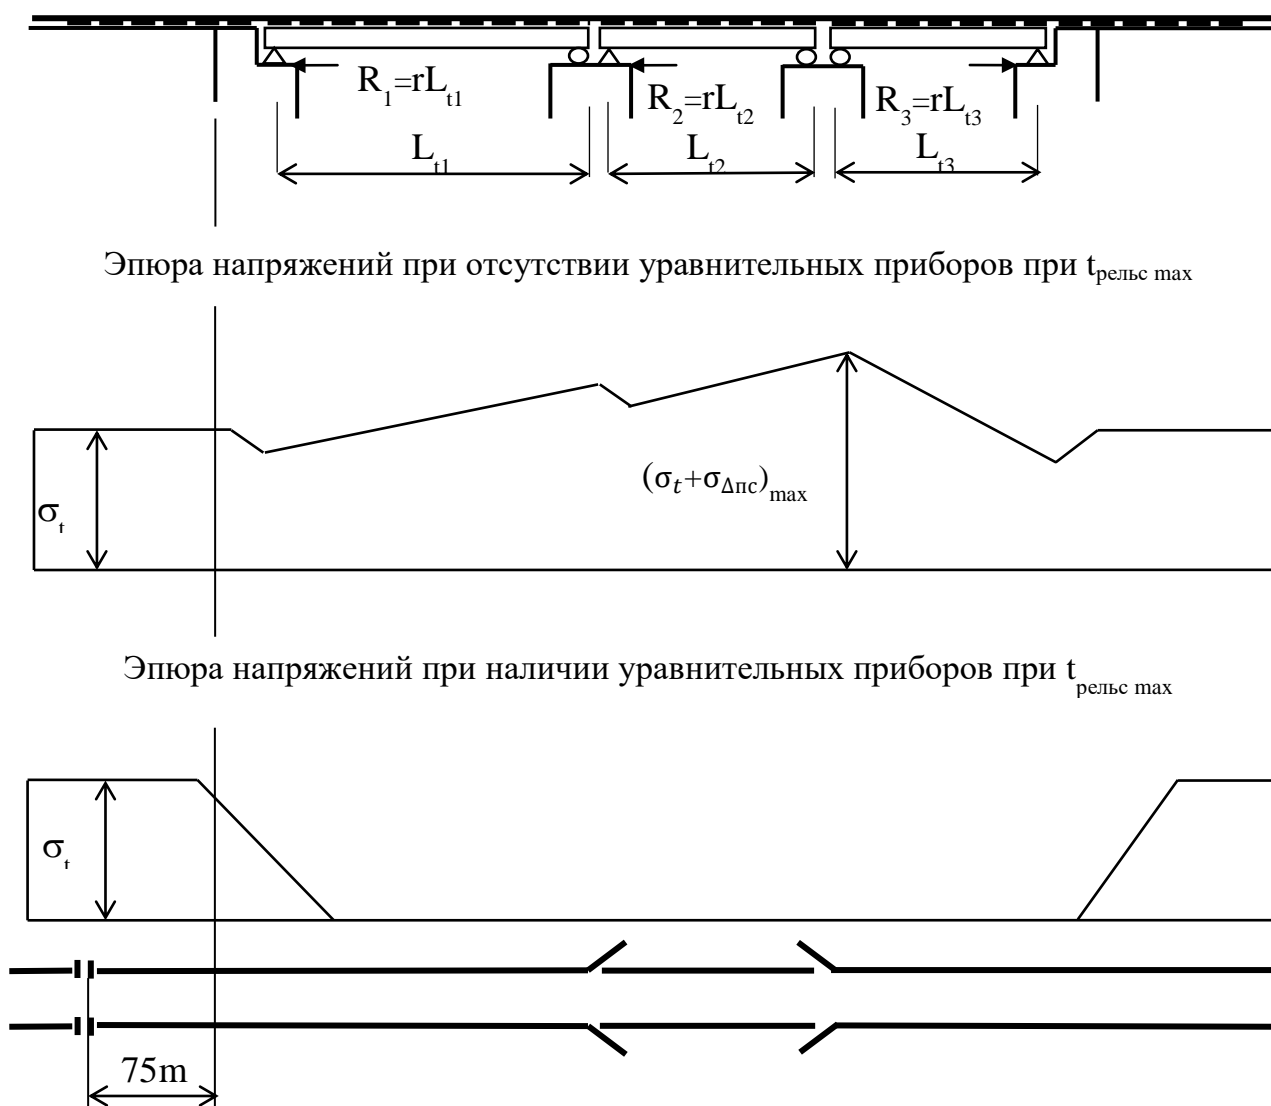 R₁=rLₜ₁
R₂=rLₜ₂
R₃=rLₜ₃
Lₜ₁
Lₜ₂
Lₜ₃
Эпюра напряжений при отсутствии уравнительных приборов при tрельс max
(σt+σΔпс)max
σt
Эпюра напряжений при наличии уравнительных приборов при tрельс max
σt
75m